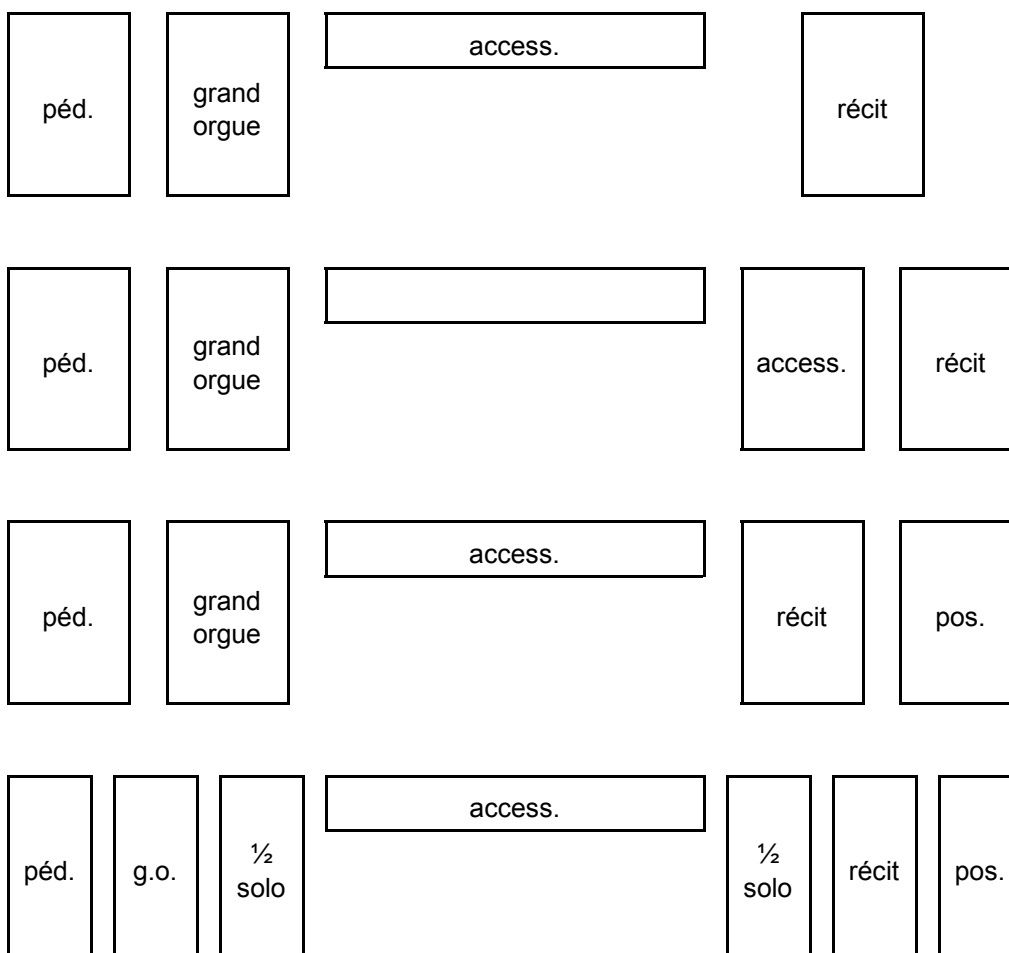 péd.
grand
orgue
access.
récit
péd.
grand
orgue
access.
récit
péd.
grand
orgue
access.
récit
pos.
péd.
g.o.
½
solo
access.
½
solo
récit
pos.